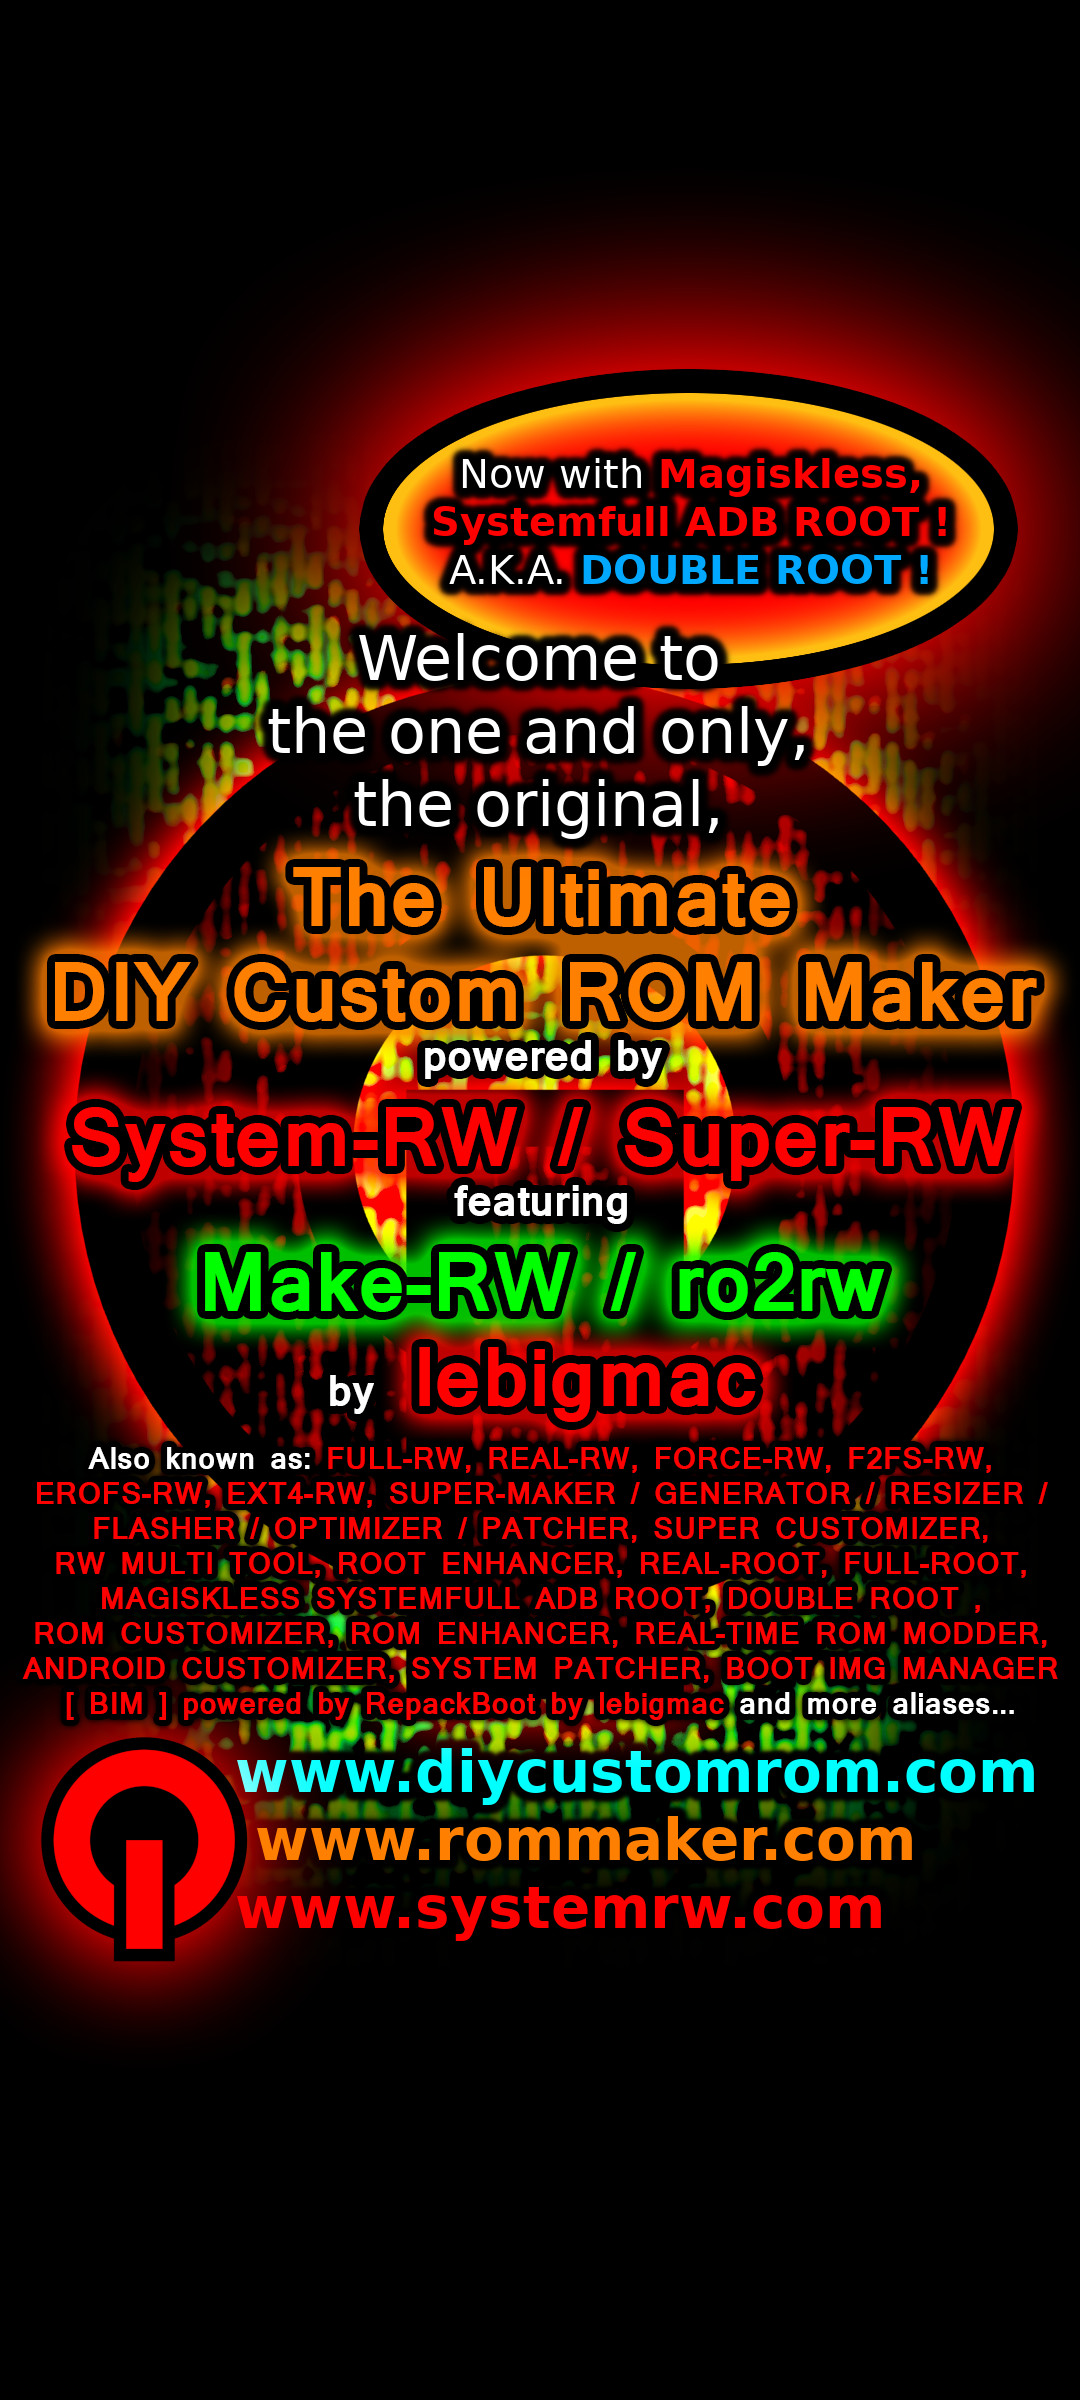 Now with Magiskless,
Systemfull ADB ROOT !
A.K.A. DOUBLE ROOT !
Welcome to
the one and only,
the original,
The Ultimate
DIY Custom ROM Maker
powered by
System-RW / Super-RW
featuring
Make-RW / ro2rw
by lebigmac
Also known as: FULL-RW, REAL-RW, FORCE-RW, F2FS-RW,
EROFS-RW, EXT4-RW, SUPER-MAKER / GENERATOR / RESIZER /
FLASHER / OPTIMIZER / PATCHER, SUPER CUSTOMIZER,
RW MULTI TOOL, ROOT ENHANCER, REAL-ROOT, FULL-ROOT,
MAGISKLESS SYSTEMFULL ADB ROOT, DOUBLE ROOT ,
ROM CUSTOMIZER, ROM ENHANCER, REAL-TIME ROM MODDER,
ANDROID CUSTOMIZER, SYSTEM PATCHER, BOOT IMG MANAGER
[ BIM ] powered by RepackBoot by lebigmac and more aliases...
www.diycustomrom.com
www.rommaker.com
www.systemrw.com